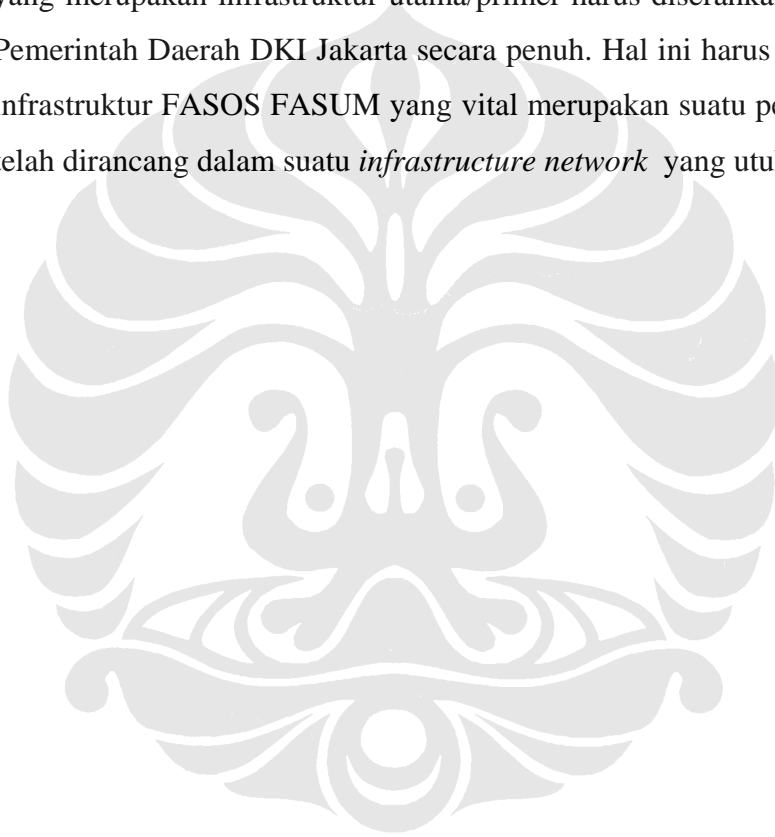 yang merupakan infrastruktur utama/primer harus diserahka
Pemerintah Daerah DKI Jakarta secara penuh. Hal ini harus
infrastruktur FASOS FASUM yang vital merupakan suatu pe
telah dirancang dalam suatu infrastructure network yang utu